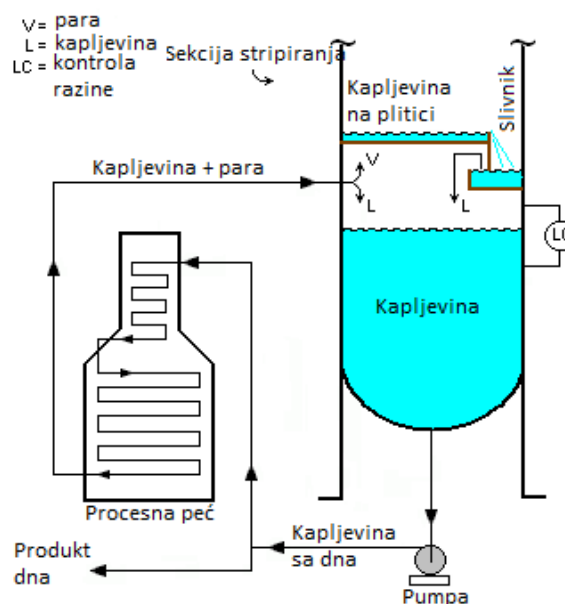 V = para
L = kapljevina
LC = kontrola
razine
Sekcija stripiranja
Kapljevina
na plitici
Slivnik
Kapljevina + para
V
L
L
LC
Kapljevina
Procesna peć
Kapljevina
sa dna
Produkt
dna
Pumpa